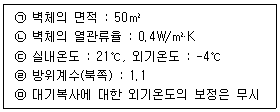 ㉠ 벽체의 면적 : 50㎡
㉡ 벽체의 열관류율 : 0.4W/㎡·K
㉢ 실내온도 : 21℃, 외기온도 : -4℃
㉣ 방위계수(북쪽) : 1.1
㉤ 대기복사에 대한 외기온도의 보정은 무시